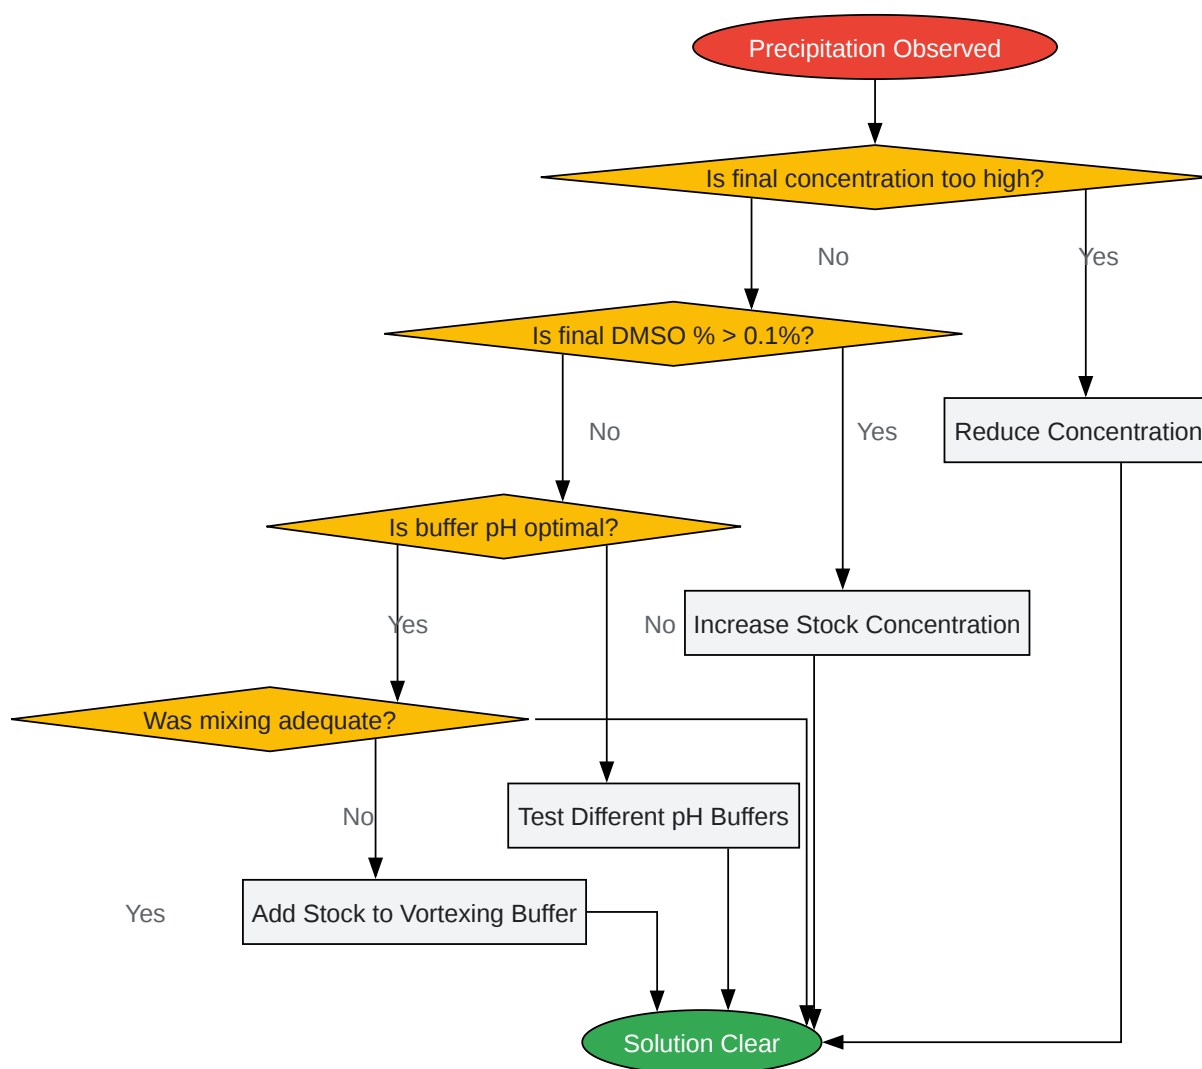 Precipitation Observed
Is final concentration too high?
No
Yes
Is final DMSO % > 0.1%?
No
Yes
Reduce Concentration
Is buffer pH optimal?
Yes
No
Increase Stock Concentration
Was mixing adequate?
No
Test Different pH Buffers
Yes
Add Stock to Vortexing Buffer
Solution Clear